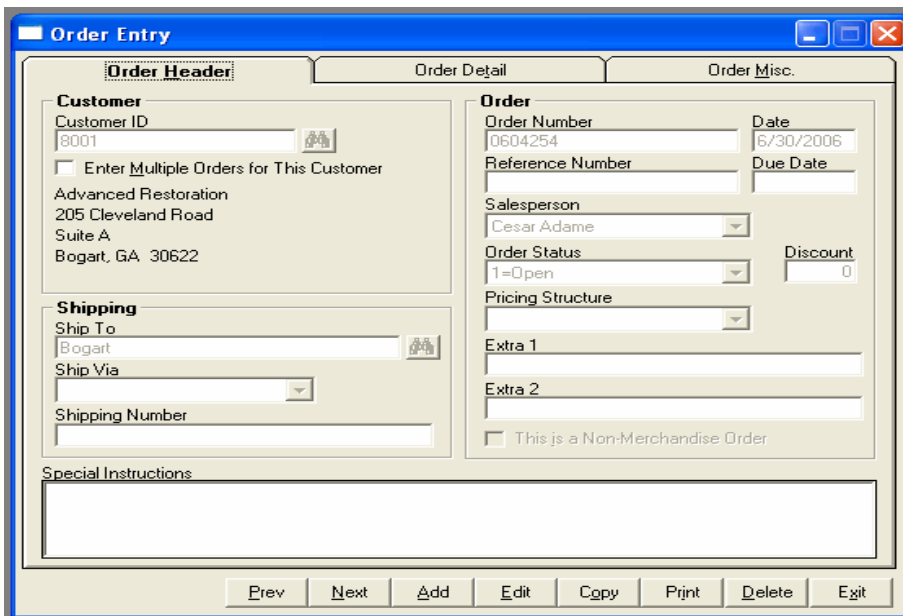 Order Entry
Order Header
Order Detail
Order Misc.
Customer
Customer ID
8001
Enter Multiple Orders for This Customer
Advanced Restoration
205 Cleveland Road
Suite A
Bogart, GA 30622
Shipping
Ship To
Bogart
Ship Via
Shipping Number
Order
Order Number
Date
0604254
6/30/2006
Reference Number
Due Date
Salesperson
Cesar Adame
Order Status
Discount
1=Open
0
Pricing Structure
Extra 1
Extra 2
This is a Non-Merchandise Order
Special Instructions
Prev
Next
Add
Edit
Copy
Print
Delete
Exit